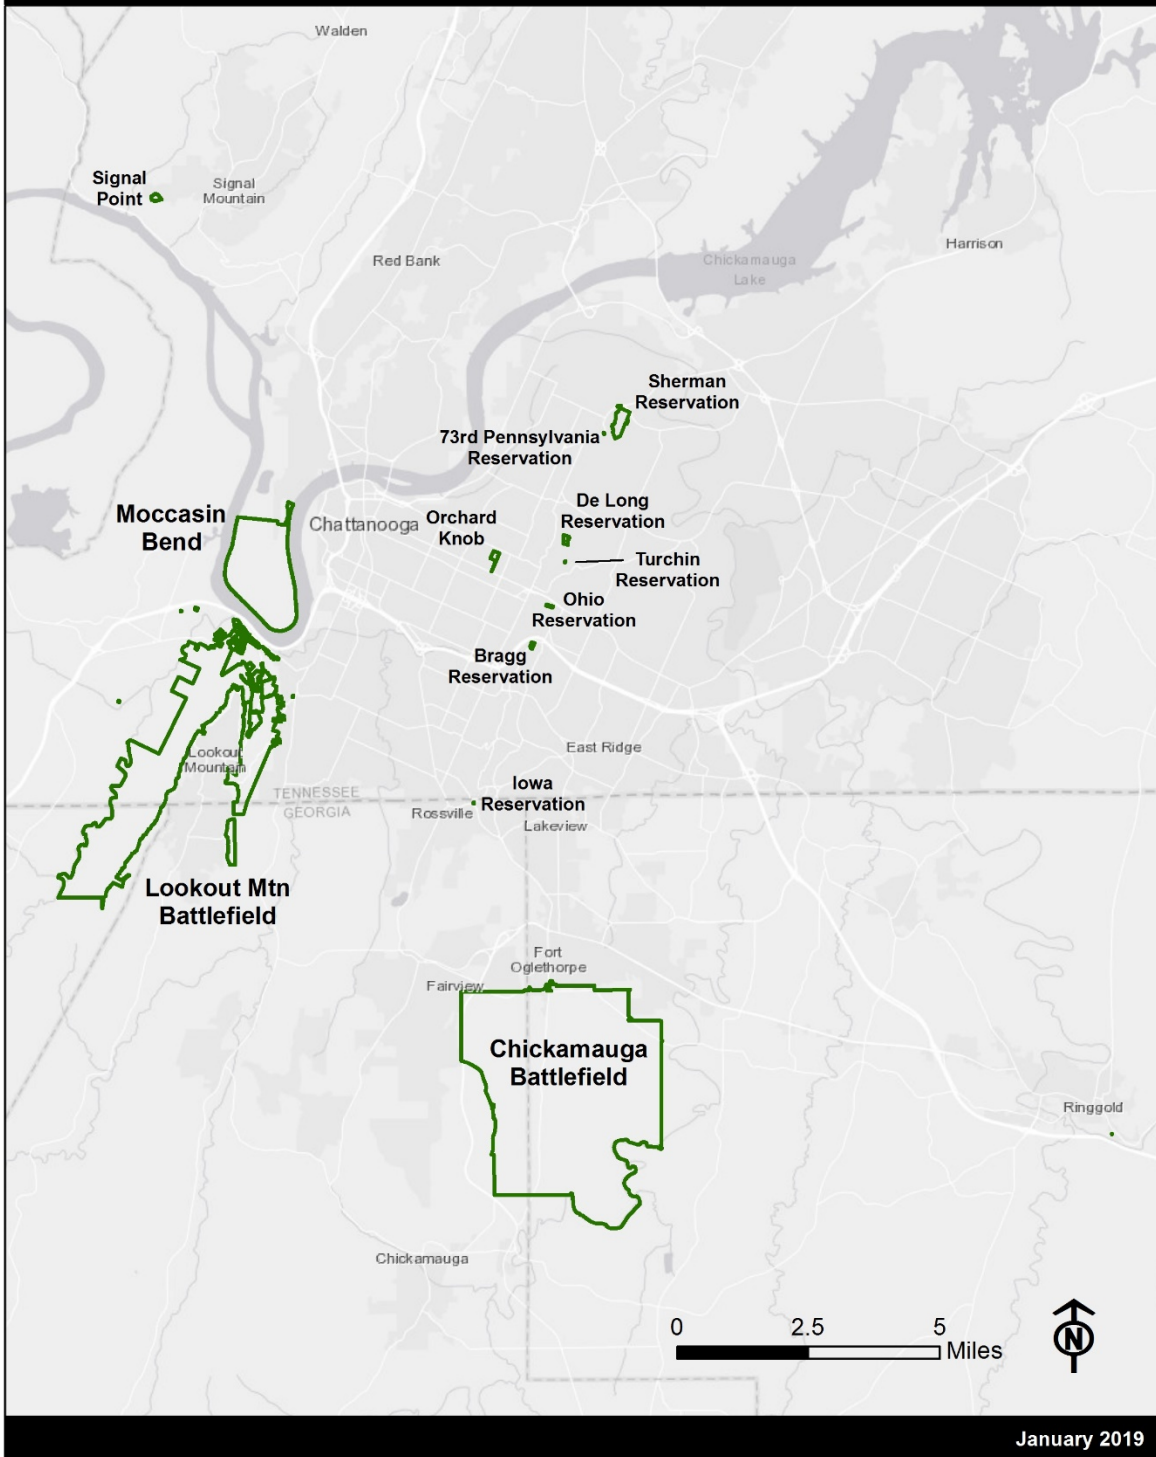 Walden
Signal
Point
Signal
Mountain
Red Bank
Harrison
Chickamauga
Lake
Sherman
Reservation
73rd Pennsylvania
Reservation
Moccasin
Bend
Chattanooga
Orchard
Knob
De Long
Reservation
Turchin
Reservation
Ohio
Reservation
Bragg
Reservation
Lookout
Mountain
East Ridge
TENNESSEE
GEORGIA
Iowa
Reservation
Rossville
Lakeview
Lookout Mtn
Battlefield
Fort
Oglethorpe
Fairview
Chickamauga
Battlefield
Ringgold
Chickamauga
0 2.5 5
Miles
N
January 2019